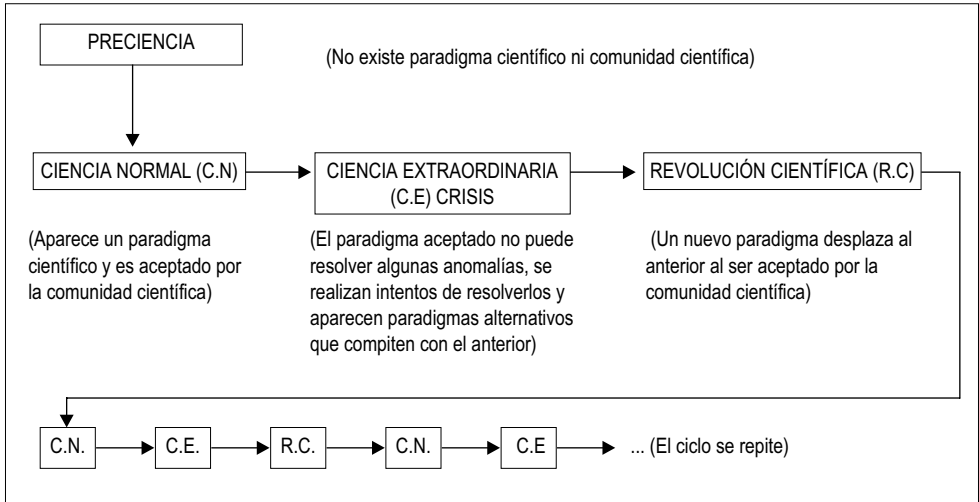 PRECIENCIA
(No existe paradigma científico ni comunidad científica)
CIENCIA NORMAL (C.N)
CIENCIA EXTRAORDINARIA
(C.E) CRISIS
REVOLUCIÓN CIENTÍFICA (R.C)
(Aparece un paradigma
científico y es aceptado por
la comunidad científica)
(El paradigma aceptado no puede
resolver algunas anomalías, se
realizan intentos de resolverlos y
aparecen paradigmas alternativos
que compiten con el anterior)
(Un nuevo paradigma desplaza al
anterior al ser aceptado por la
comunidad científica)
C.N.
C.E.
R.C.
C.N.
C.E
... (El ciclo se repite)